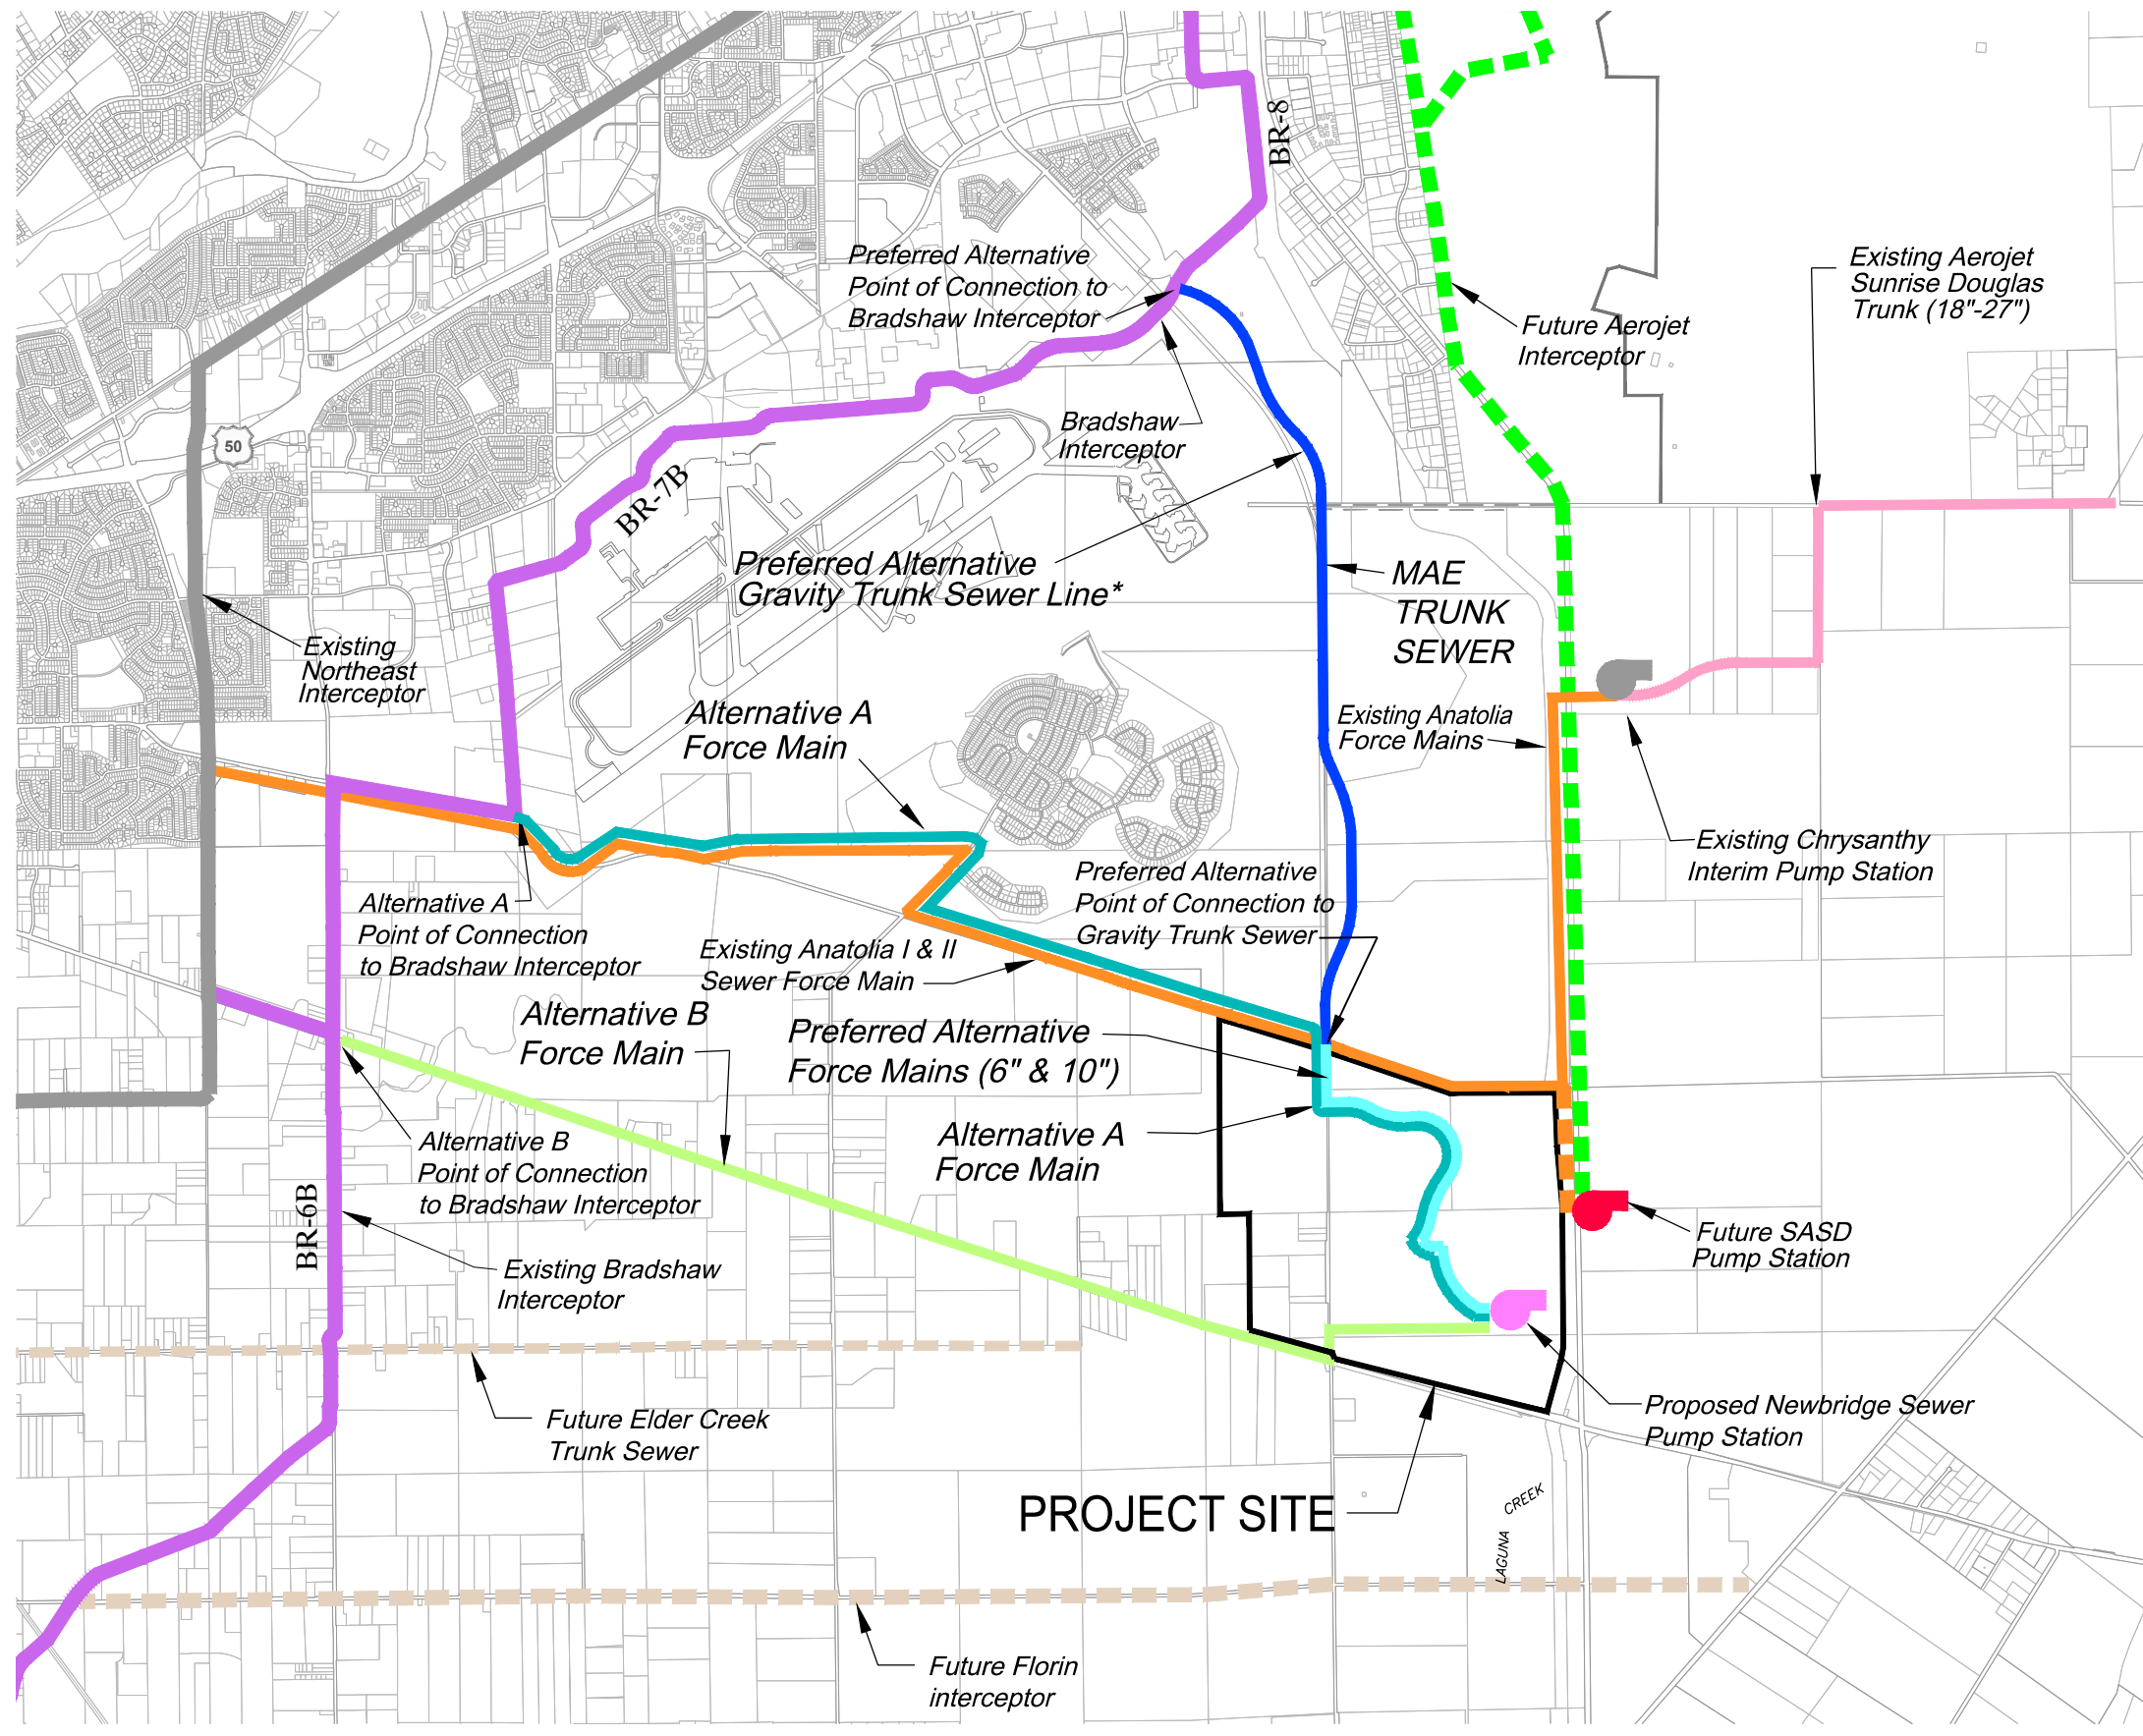 BR-8
Preferred Alternative
Point of Connection to
Bradshaw Interceptor
Existing Aerojet
Sunrise Douglas
Trunk (18"-27")
Future Aerojet
Interceptor
50
Bradshaw
Interceptor
BR-7B
Preferred Alternative
Gravity Trunk Sewer Line*
MAE
TRUNK
SEWER
Existing
Northeast
Interceptor
Alternative A
Force Main
Existing Anatolia
Force Mains
Existing Chrysanthy
Interim Pump Station
Preferred Alternative
Point of Connection to
Gravity Trunk Sewer
Alternative A
Point of Connection
to Bradshaw Interceptor
Existing Anatolia I & II
Sewer Force Main
Alternative B
Force Main
Preferred Alternative
Force Mains (6" & 10")
Alternative A
Force Main
Alternative B
Point of Connection
to Bradshaw Interceptor
BR-6B
Future SASD
Pump Station
Existing Bradshaw
Interceptor
Future Elder Creek
Trunk Sewer
Proposed Newbridge Sewer
Pump Station
PROJECT SITE
LAGUNA
CREEK
Future Florin
interceptor